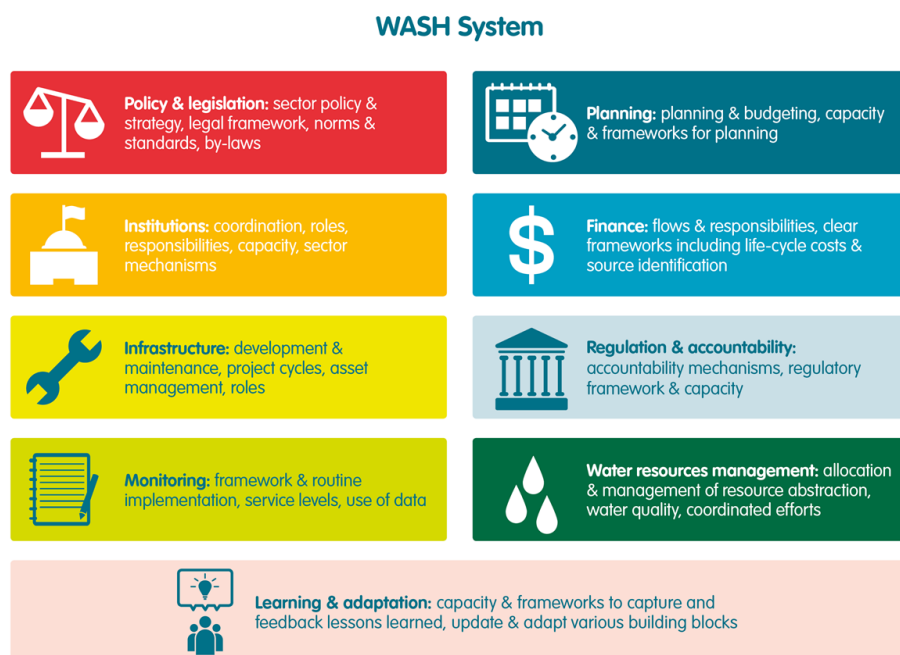 WASH System
Policy & legislation: sector policy &
strategy, legal framework, norms &
standards, by-laws
Planning: planning & budgeting, capacity
& frameworks for planning
Institutions: coordination, roles,
responsibilities, capacity, sector
mechanisms
Finance: flows & responsibilities, clear
frameworks including life-cycle costs &
source identification
Infrastructure: development &
maintenance, project cycles, asset
management, roles
Regulation & accountability:
accountability mechanisms, regulatory
framework & capacity
Monitoring: framework & routine
implementation, service levels, use of data
Water resources management: allocation
& management of resource abstraction,
water quality, coordinated efforts
Learning & adaptation: capacity & frameworks to capture and
feedback lessons learned, update & adapt various building blocks